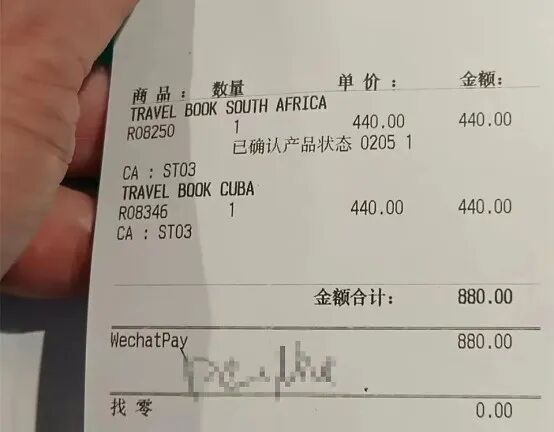 商品： 数量 单价： 金额：
TRAVEL BOOK SOUTH AFRICA
R08250 1 440.00 440.00
已确认产品状态 0205 1
CA : ST03
TRAVEL BOOK CUBA
R08346 1 440.00 440.00
CA : ST03
金额合计： 880.00
WechatPay 880.00
找零 0.00